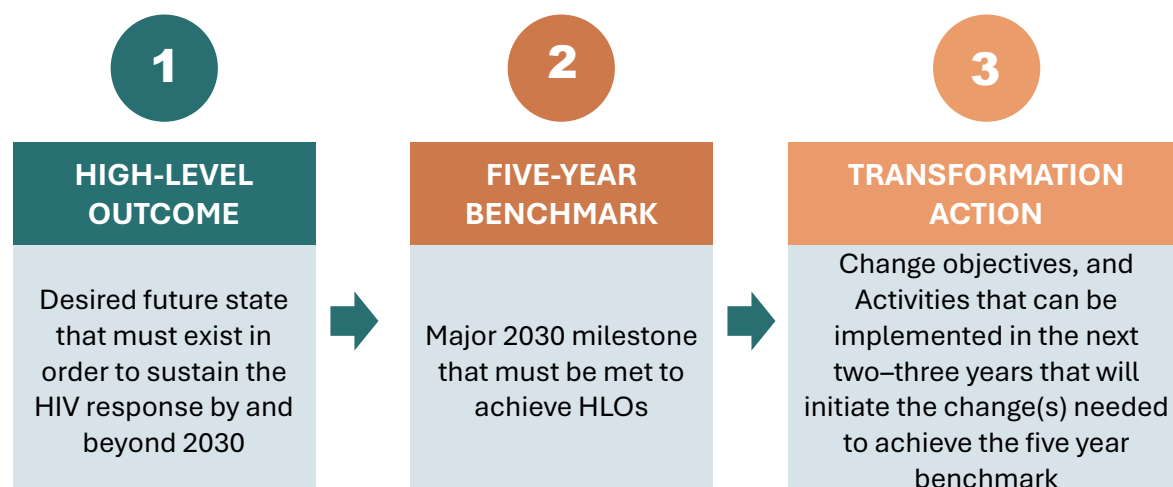 1
HIGH-LEVEL
OUTCOME
Desired future state
that must exist in
order to sustain the
HIV response by and
beyond 2030
2
FIVE-YEAR
BENCHMARK
Major 2030 milestone
that must be met to
achieve HLOs
3
TRANSFORMATION
ACTION
Change objectives, and
Activities that can be
implemented in the next
two–three years that will
initiate the change(s) needed
to achieve the five year
benchmark